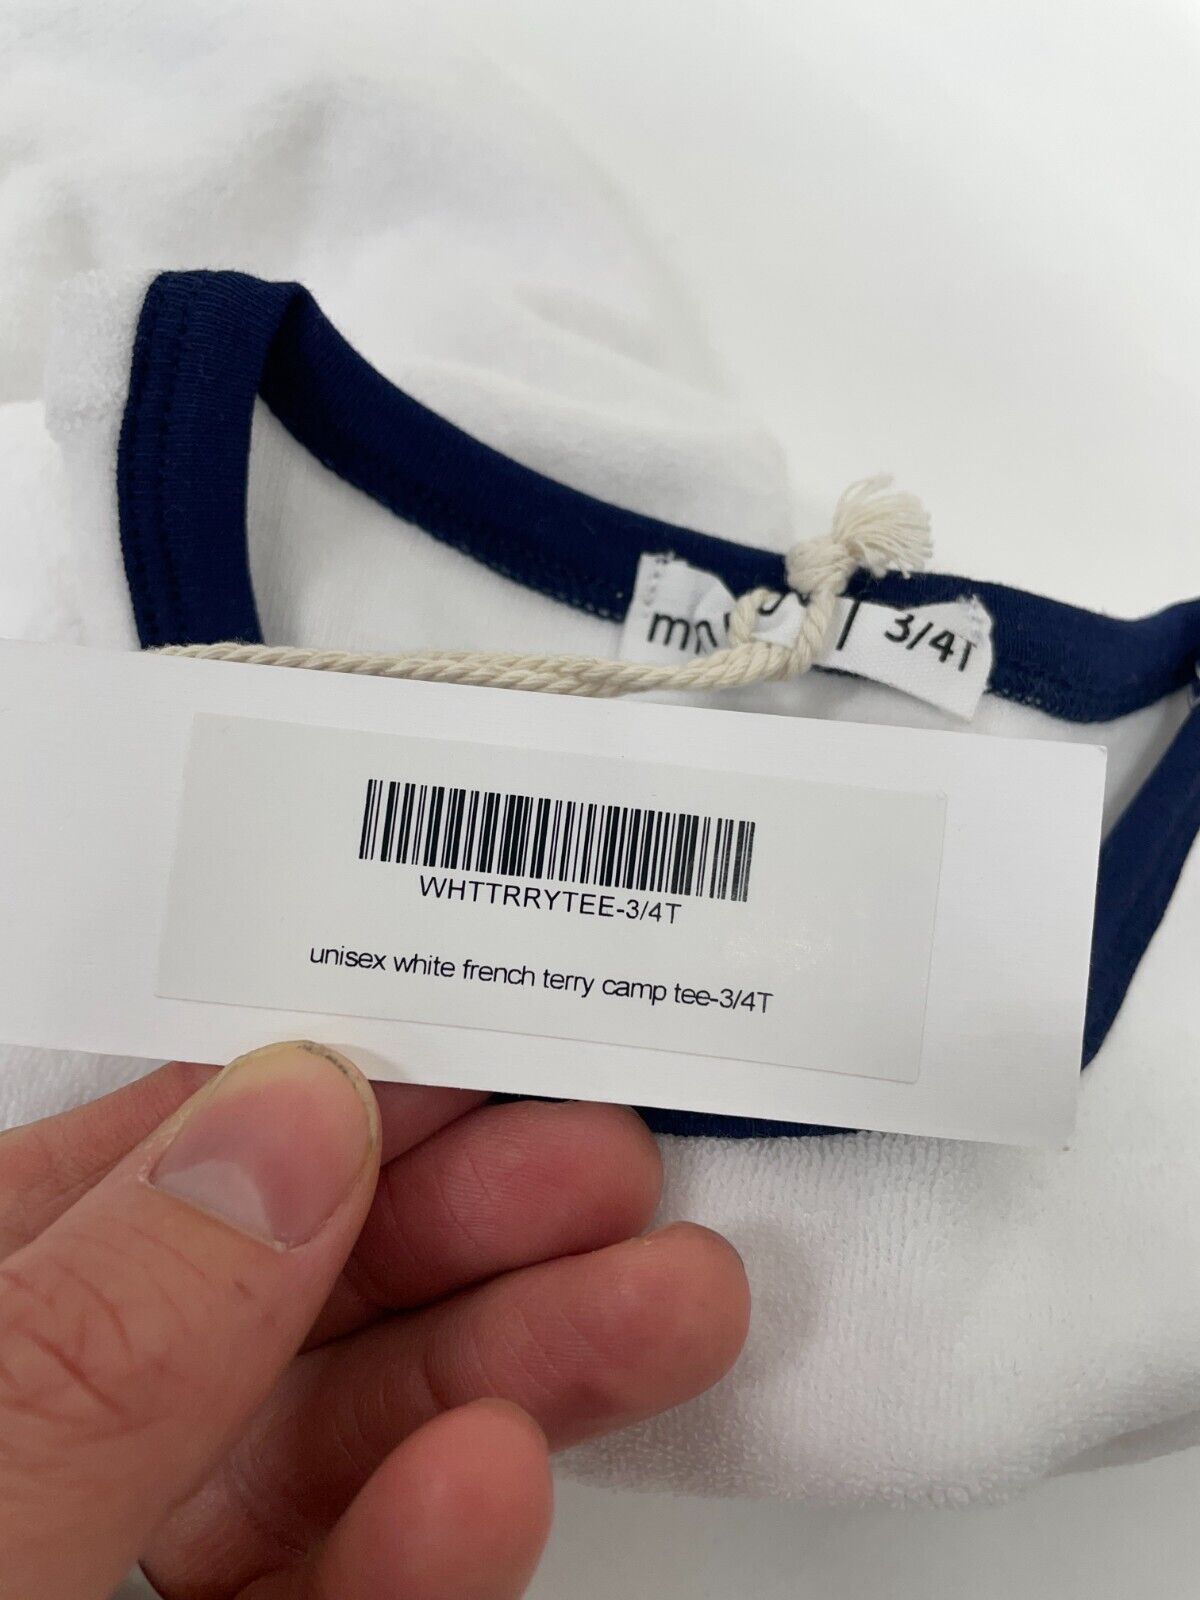 3/4T
WHTTRRYTEE-3/4T
unisex white french terry camp tee-3/4T